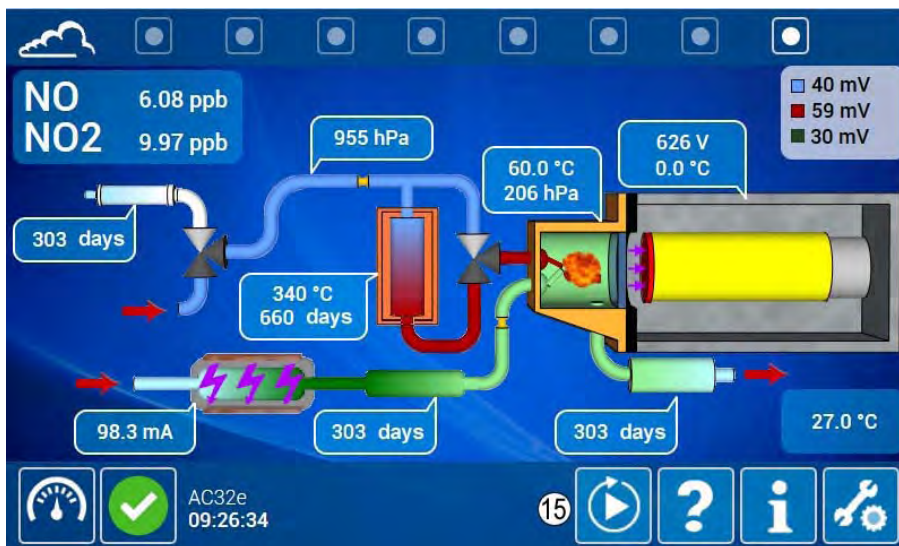 NO 6.08 ppb
NO2 9.97 ppb
40 mV
59 mV
30 mV
955 hPa
626 V
0.0 °C
60.0 °C
206 hPa
303 days
340 °C
660 days
98.3 mA
303 days
303 days
27.0 °C
AC32e
09:26:34
15
?
i